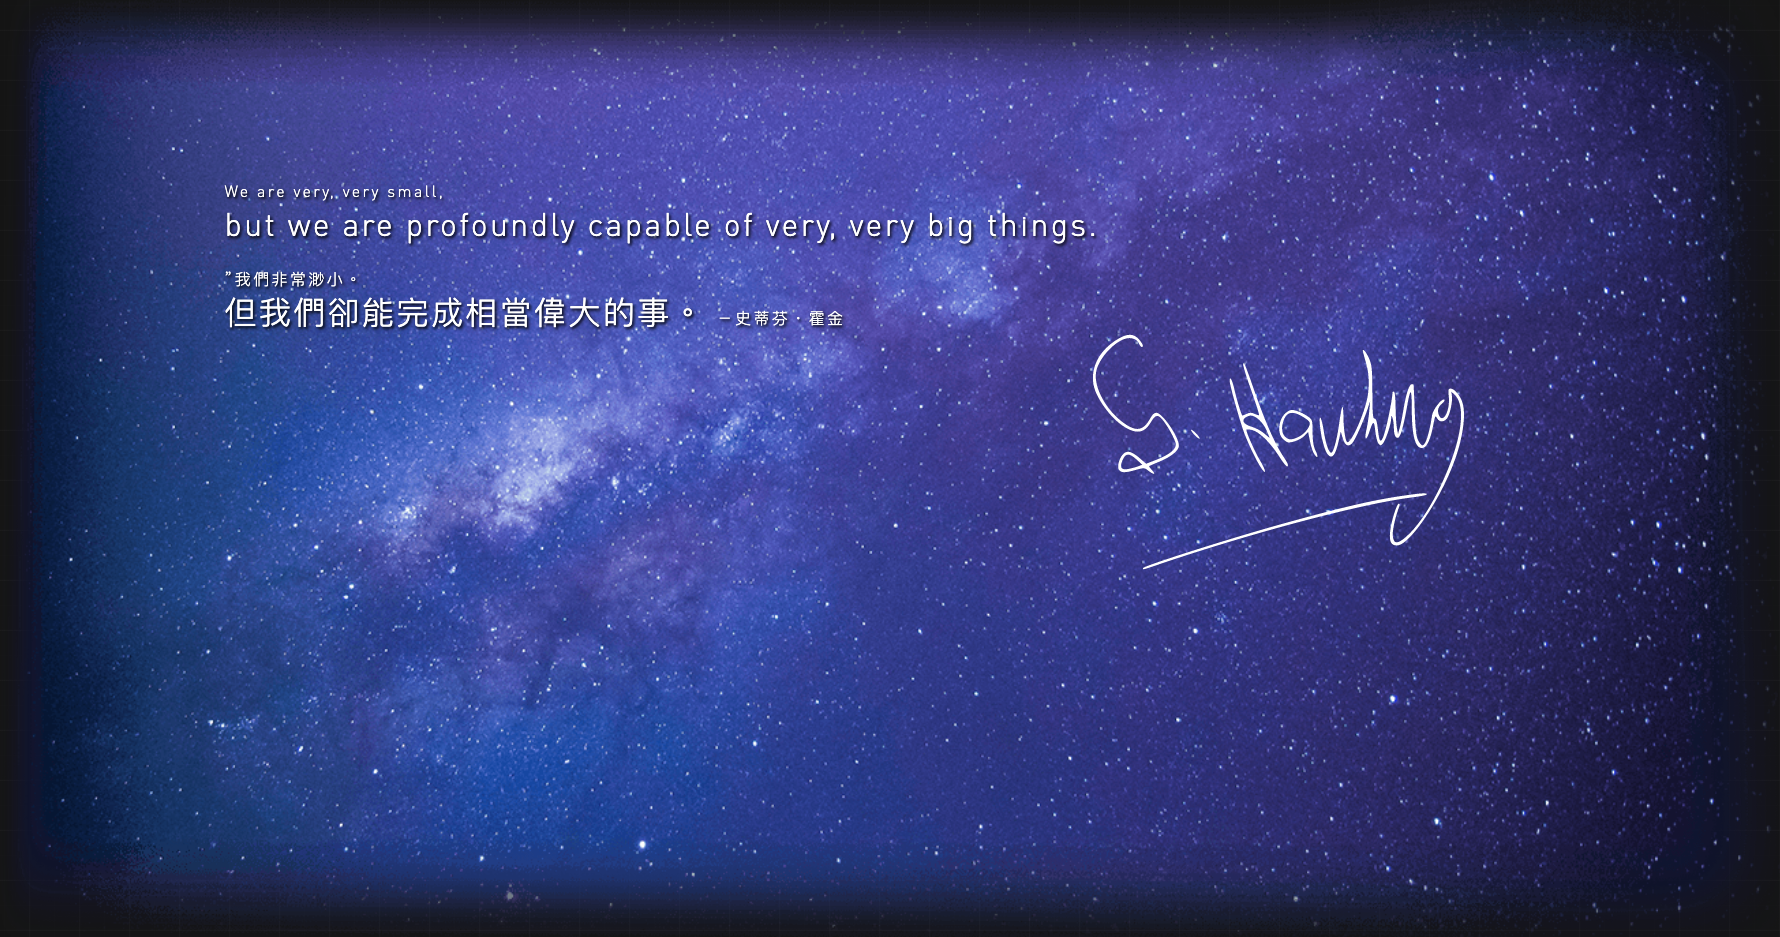 We are very, very small,
but we are profoundly capable of very, very big things.
”我們非常渺小。
但我們卻能完成相當偉大的事。 –史蒂芬．霍金
S. Hawking